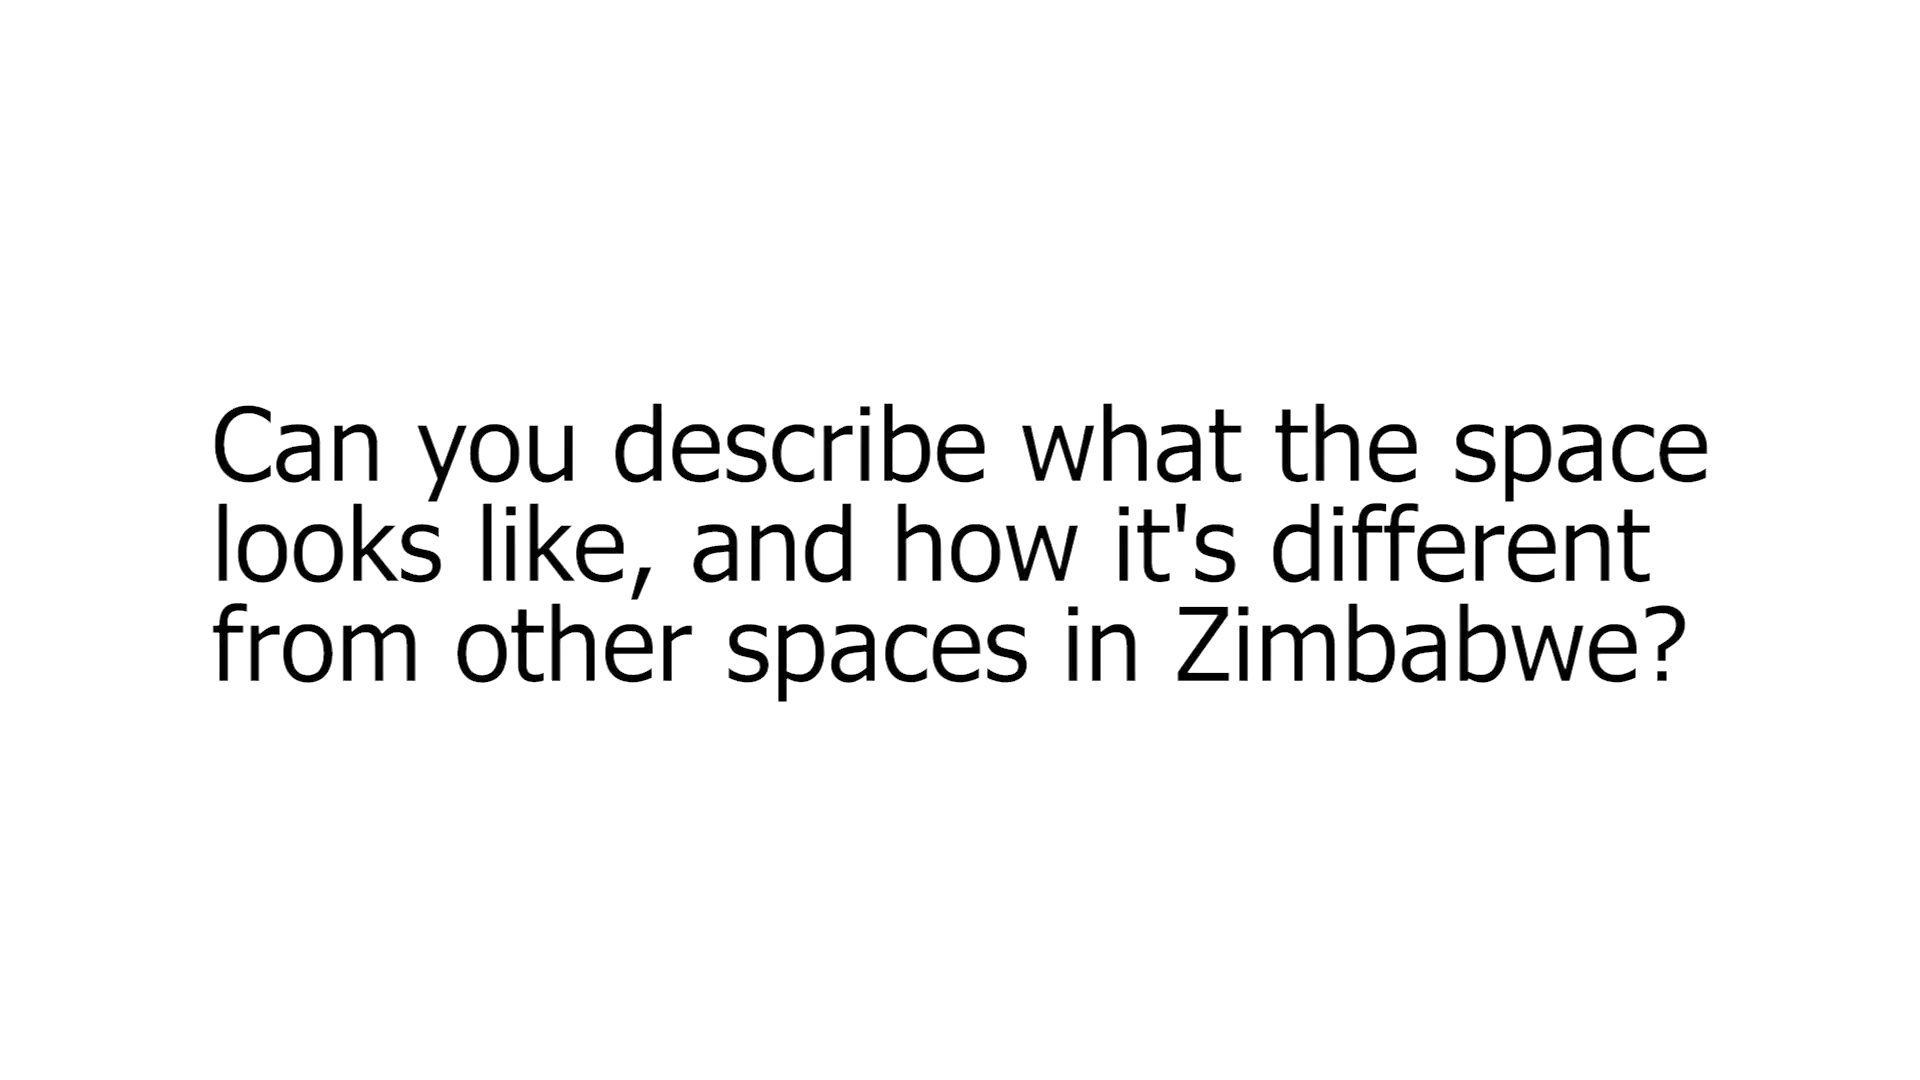 Can you describe what the space
looks like, and how it's different
from other spaces in Zimbabwe?